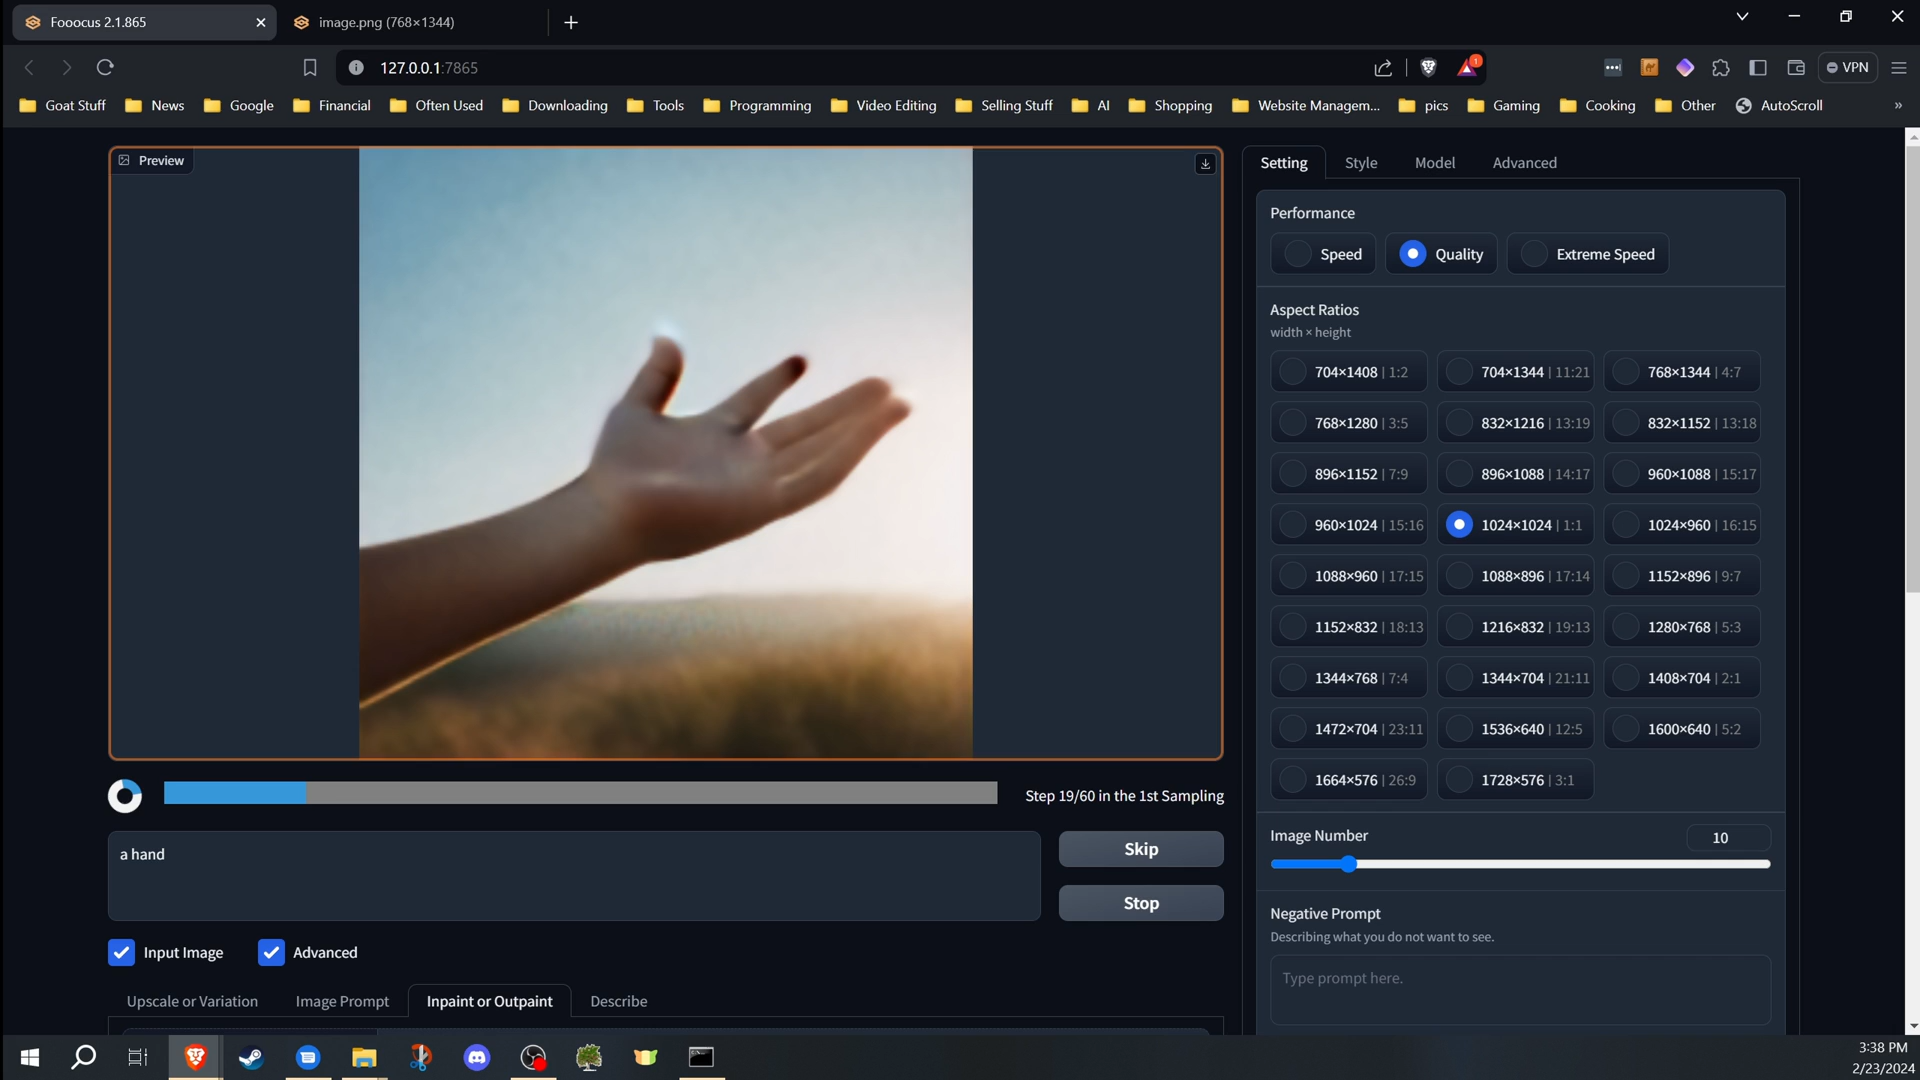 Fooocus 2.1.865
image.png (768×1344)
127.0.0.1:7865
1
VPN
Goat Stuff
News
Google
Financial
Often Used
Downloading
Tools
Programming
Video Editing
Selling Stuff
AI
Shopping
Website Managem...
pics
Gaming
Cooking
Other
AutoScroll
»
Preview
Step 19/60 in the 1st Sampling
a hand
Skip
Stop
Input Image
Advanced
Upscale or Variation
Image Prompt
Inpaint or Outpaint
Describe
Setting
Style
Model
Advanced
Performance
Speed
Quality
Extreme Speed
Aspect Ratios
width × height
704×1408 | 1:2
704×1344 | 11:21
768×1344 | 4:7
768×1280 | 3:5
832×1216 | 13:19
832×1152 | 13:18
896×1152 | 7:9
896×1088 | 14:17
960×1088 | 15:17
960×1024 | 15:16
1024×1024 | 1:1
1024×960 | 16:15
1088×960 | 17:15
1088×896 | 17:14
1152×896 | 9:7
1152×832 | 18:13
1216×832 | 19:13
1280×768 | 5:3
1344×768 | 7:4
1344×704 | 21:11
1408×704 | 2:1
1472×704 | 23:11
1536×640 | 12:5
1600×640 | 5:2
1664×576 | 26:9
1728×576 | 3:1
Image Number
10
Negative Prompt
Describing what you do not want to see.
Type prompt here.
3:38 PM
2/23/2024